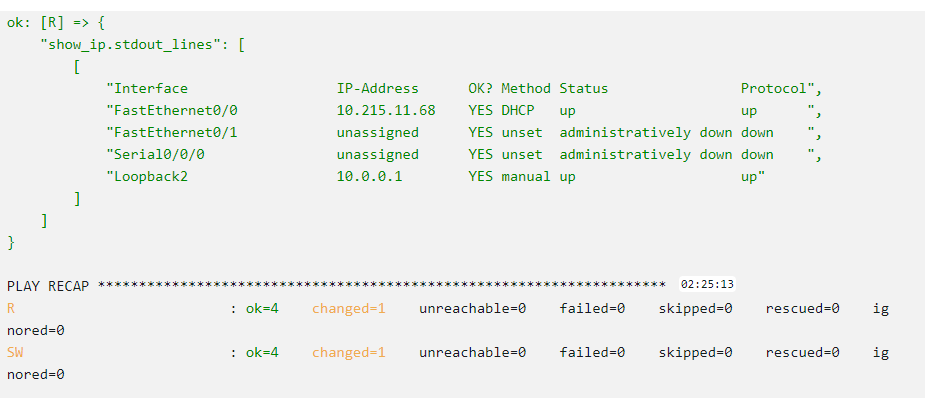 ok: [R] => {
    "show_ip.stdout_lines": [
        [
            "Interface                  IP-Address      OK? Method Status                Protocol",
            "FastEthernet0/0            10.215.11.68    YES DHCP   up                    up      ",
            "FastEthernet0/1            unassigned      YES unset  administratively down down    ",
            "Serial0/0/0                unassigned      YES unset  administratively down down    ",
            "Loopback2                  10.0.0.1        YES manual up                    up"
        ]
    ]
}
PLAY RECAP ********************************************************************* 02:25:13
R                          : ok=4    changed=1    unreachable=0    failed=0    skipped=0    rescued=0    ig
nored=0
SW                         : ok=4    changed=1    unreachable=0    failed=0    skipped=0    rescued=0    ig
nored=0